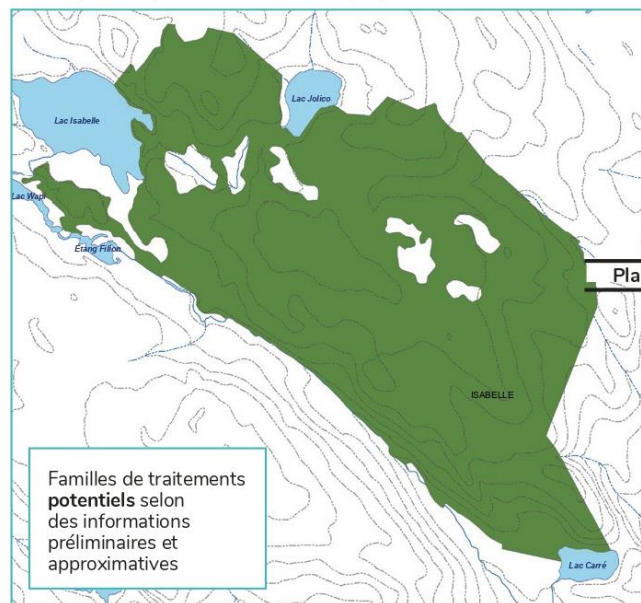 Lac Jolico
Lac Isabelle
Lac Wapi
Étang Fillion
Pla
ISABELLE
Familles de traitements
potentiels selon
des informations
préliminaires et
approximatives
Lac Carré